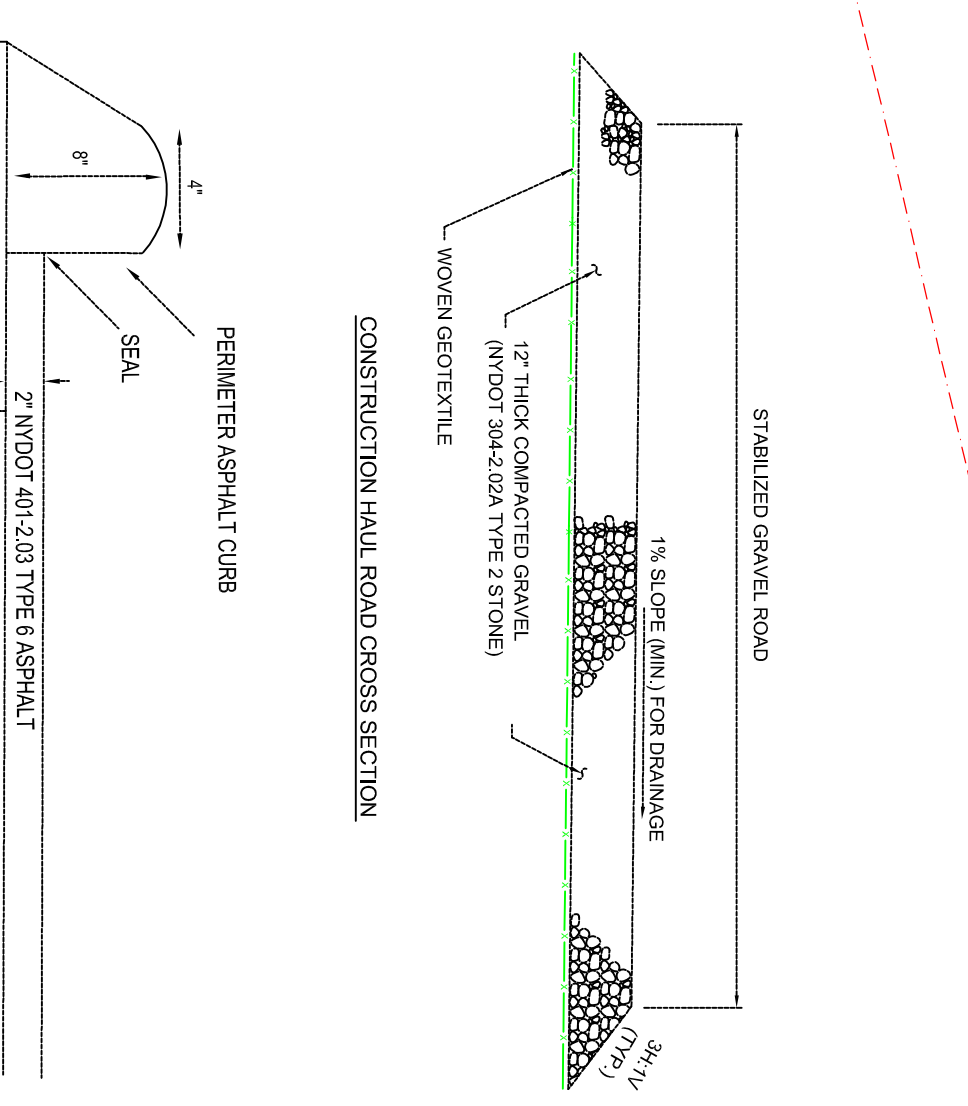 STABILIZED GRAVEL ROAD
1% SLOPE (MIN.) FOR DRAINAGE
3H:1V
(TYP.)
12" THICK COMPACTED GRAVEL
(NYDOT 304-2.02A TYPE 2 STONE)
WOVEN GEOTEXTILE
CONSTRUCTION HAUL ROAD CROSS SECTION
4"
8"
PERIMETER ASPHALT CURB
SEAL
2" NYDOT 401-2.03 TYPE 6 ASPHALT